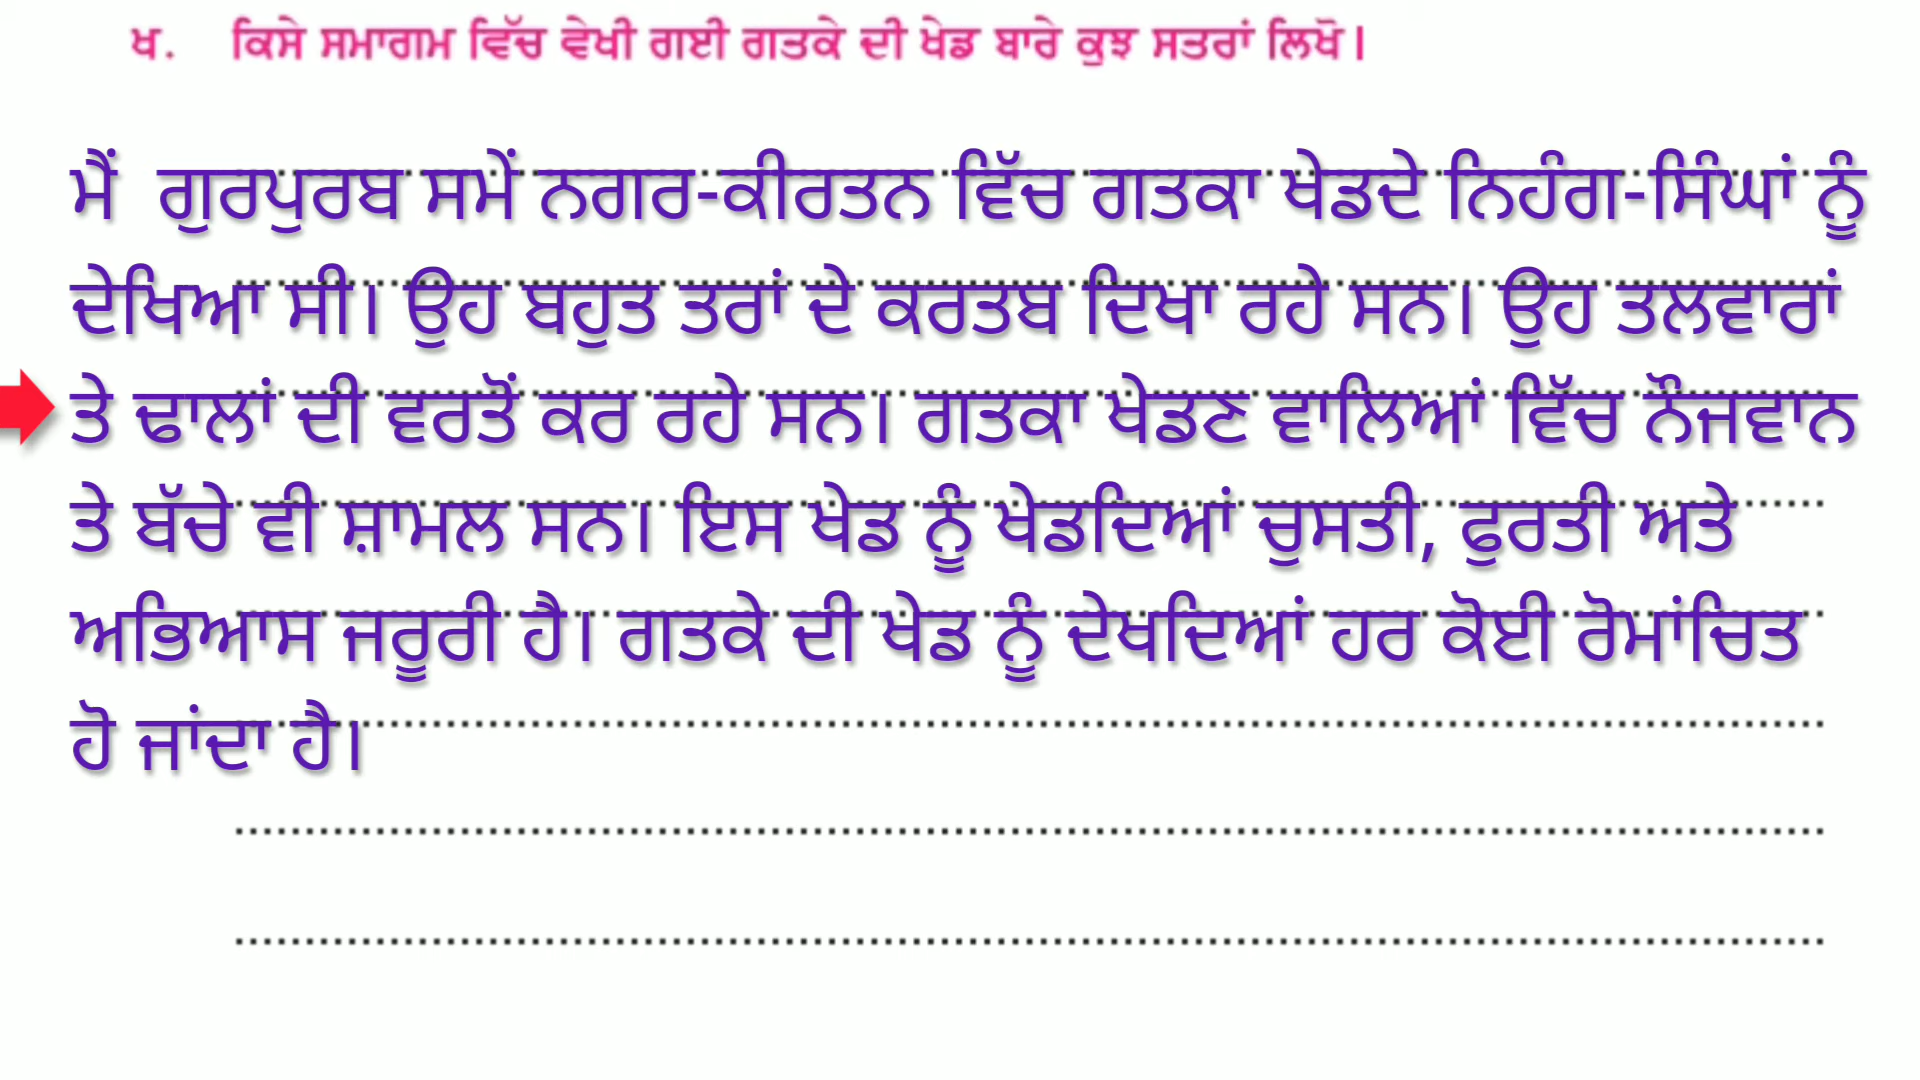 ਖ. ਕਿਸੇ ਸਮਾਗਮ ਵਿੱਚ ਵੇਖੀ ਗਈ ਗਤਕੇ ਦੀ ਖੇਡ ਬਾਰੇ ਕੁਝ ਸਤਰਾਂ ਲਿਖੋ।
ਮੈਂ ਗੁਰਪੁਰਬ ਸਮੇਂ ਨਗਰ-ਕੀਰਤਨ ਵਿੱਚ ਗਤਕਾ ਖੇਡਦੇ ਨਿਹੰਗ-ਸਿੰਘਾਂ ਨੂੰ
ਦੇਖਿਆ ਸੀ। ਉਹ ਬਹੁਤ ਤਰਾਂ ਦੇ ਕਰਤਬ ਦਿਖਾ ਰਹੇ ਸਨ। ਉਹ ਤਲਵਾਰਾਂ
ਤੇ ਢਾਲਾਂ ਦੀ ਵਰਤੋਂ ਕਰ ਰਹੇ ਸਨ। ਗਤਕਾ ਖੇਡਣ ਵਾਲਿਆਂ ਵਿੱਚ ਨੌਜਵਾਨ
ਤੇ ਬੱਚੇ ਵੀ ਸ਼ਾਮਲ ਸਨ। ਇਸ ਖੇਡ ਨੂੰ ਖੇਡਦਿਆਂ ਚੁਸਤੀ, ਫੁਰਤੀ ਅਤੇ
ਅਭਿਆਸ ਜਰੂਰੀ ਹੈ। ਗਤਕੇ ਦੀ ਖੇਡ ਨੂੰ ਦੇਖਦਿਆਂ ਹਰ ਕੋਈ ਰੋਮਾਂਚਿਤ
ਹੋ ਜਾਂਦਾ ਹੈ।